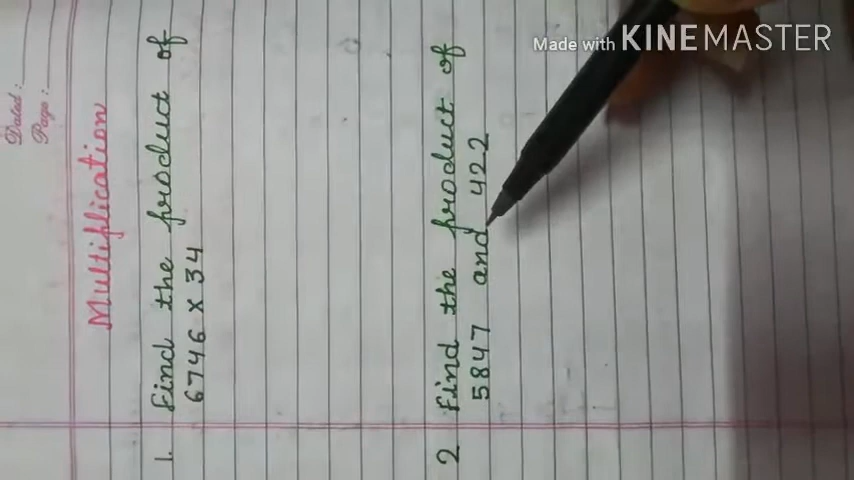 Dated:
Page:
Multiplication
1. Find the product of
6746 x 34
2 Find the product of
5847 and 422
Made with KINEMASTER